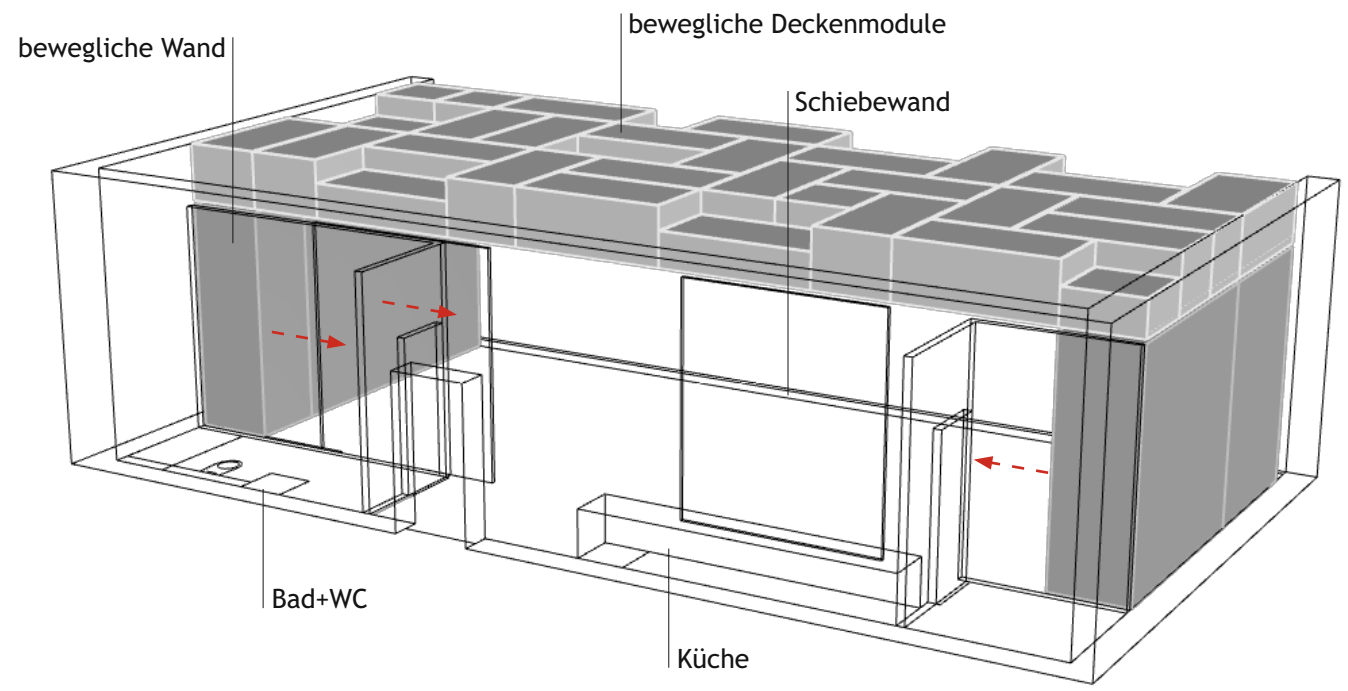 bewegliche Deckenmodule
bewegliche Wand
Schiebewand
Bad+WC
Küche